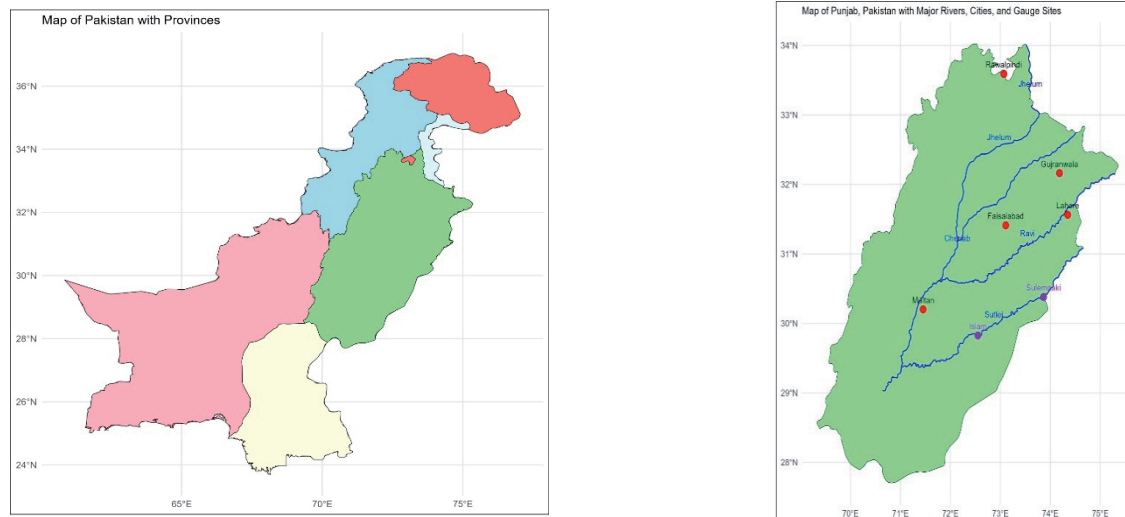 Map of Pakistan with Provinces
36°N
34°N
32°N
30°N
28°N
26°N
24°N
65°E
70°E
75°E
Map of Punjab, Pakistan with Major Rivers, Cities, and Gauge Sites
34°N
33°N
32°N
31°N
30°N
29°N
28°N
Rawalpindi
Jhelum
Jhelum
Gujranwala
Lahore
Faisalabad
Ravi
Chenab
Sulemanki
Multan
Sutlej
Islam
70°E
71°E
72°E
73°E
74°E
75°E